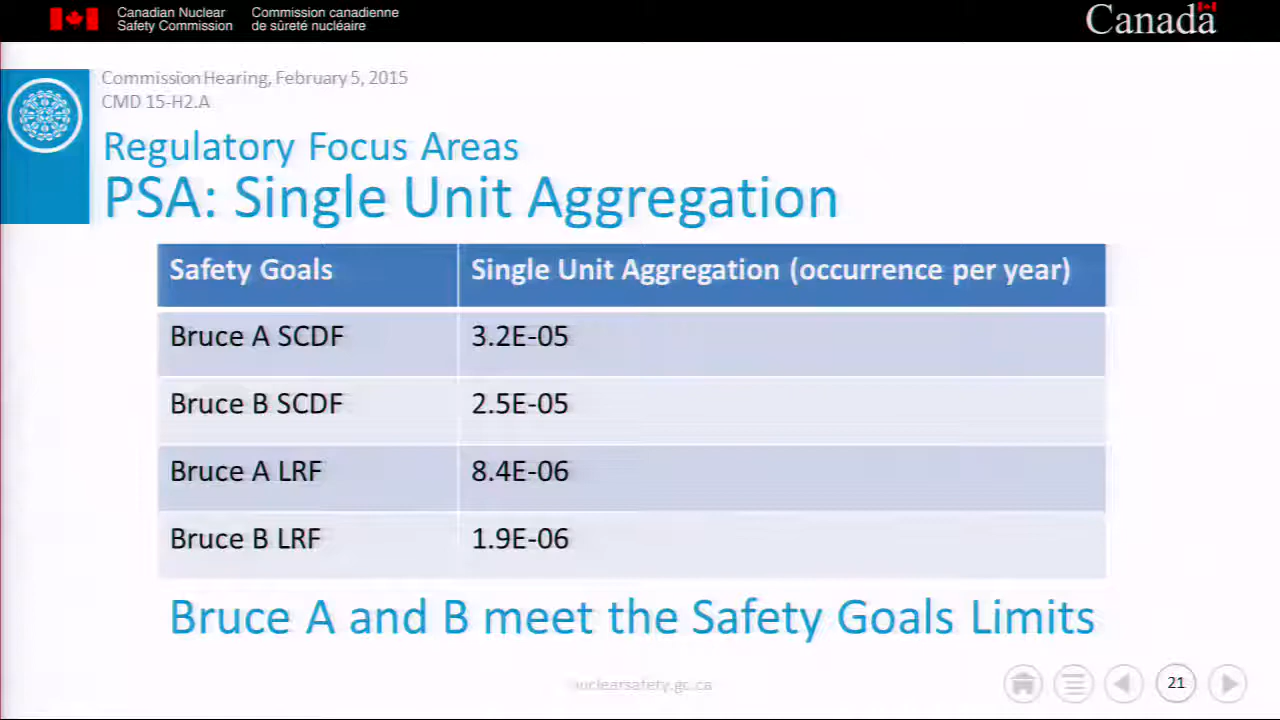 Canadian Nuclear Safety Commission
Commission canadienne de sûreté nucléaire
Canada
Commission Hearing, February 5, 2015
CMD 15-H2.A
Regulatory Focus Areas
PSA: Single Unit Aggregation
Safety Goals Single Unit Aggregation (occurrence per year)
Bruce A SCDF 3.2E-05
Bruce B SCDF 2.5E-05
Bruce A LRF 8.4E-06
Bruce B LRF 1.9E-06
Bruce A and B meet the Safety Goals Limits
nuclearsafety.gc.ca
21